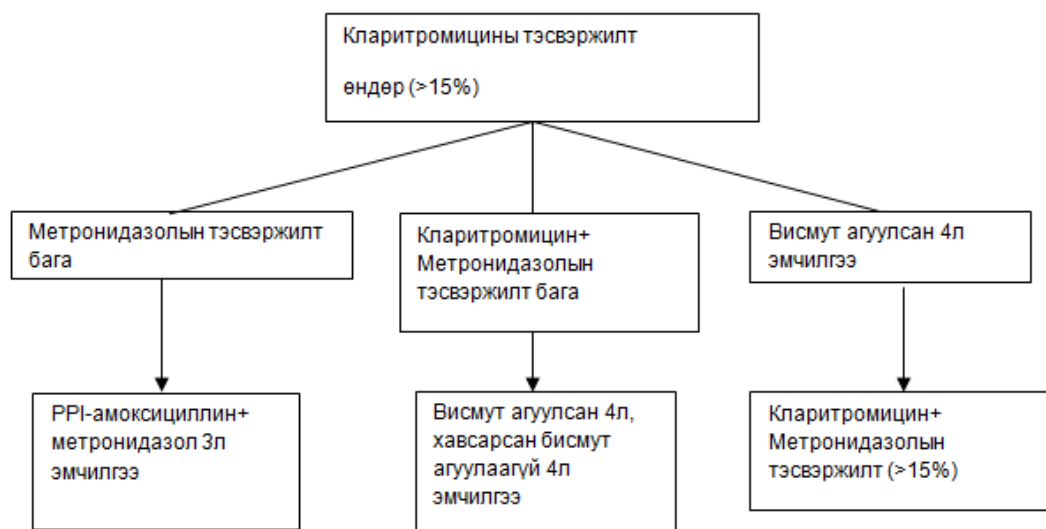 Кларитромицины тэсвэржилт
өндөр (>15%)
Метронидазолын тэсвэржилт
бага
Кларитромицин+
Метронидазолын
тэсвэржилт бага
Висмут агуулсан 4л
эмчилгээ
PPI-амоксициллин+
метронидазол 3л
эмчилгээ
Висмут агуулсан 4л,
хавсарсан бисмут
агуулаагүй 4л
эмчилгээ
Кларитромицин+
Метронидазолын
тэсвэржилт (>15%)